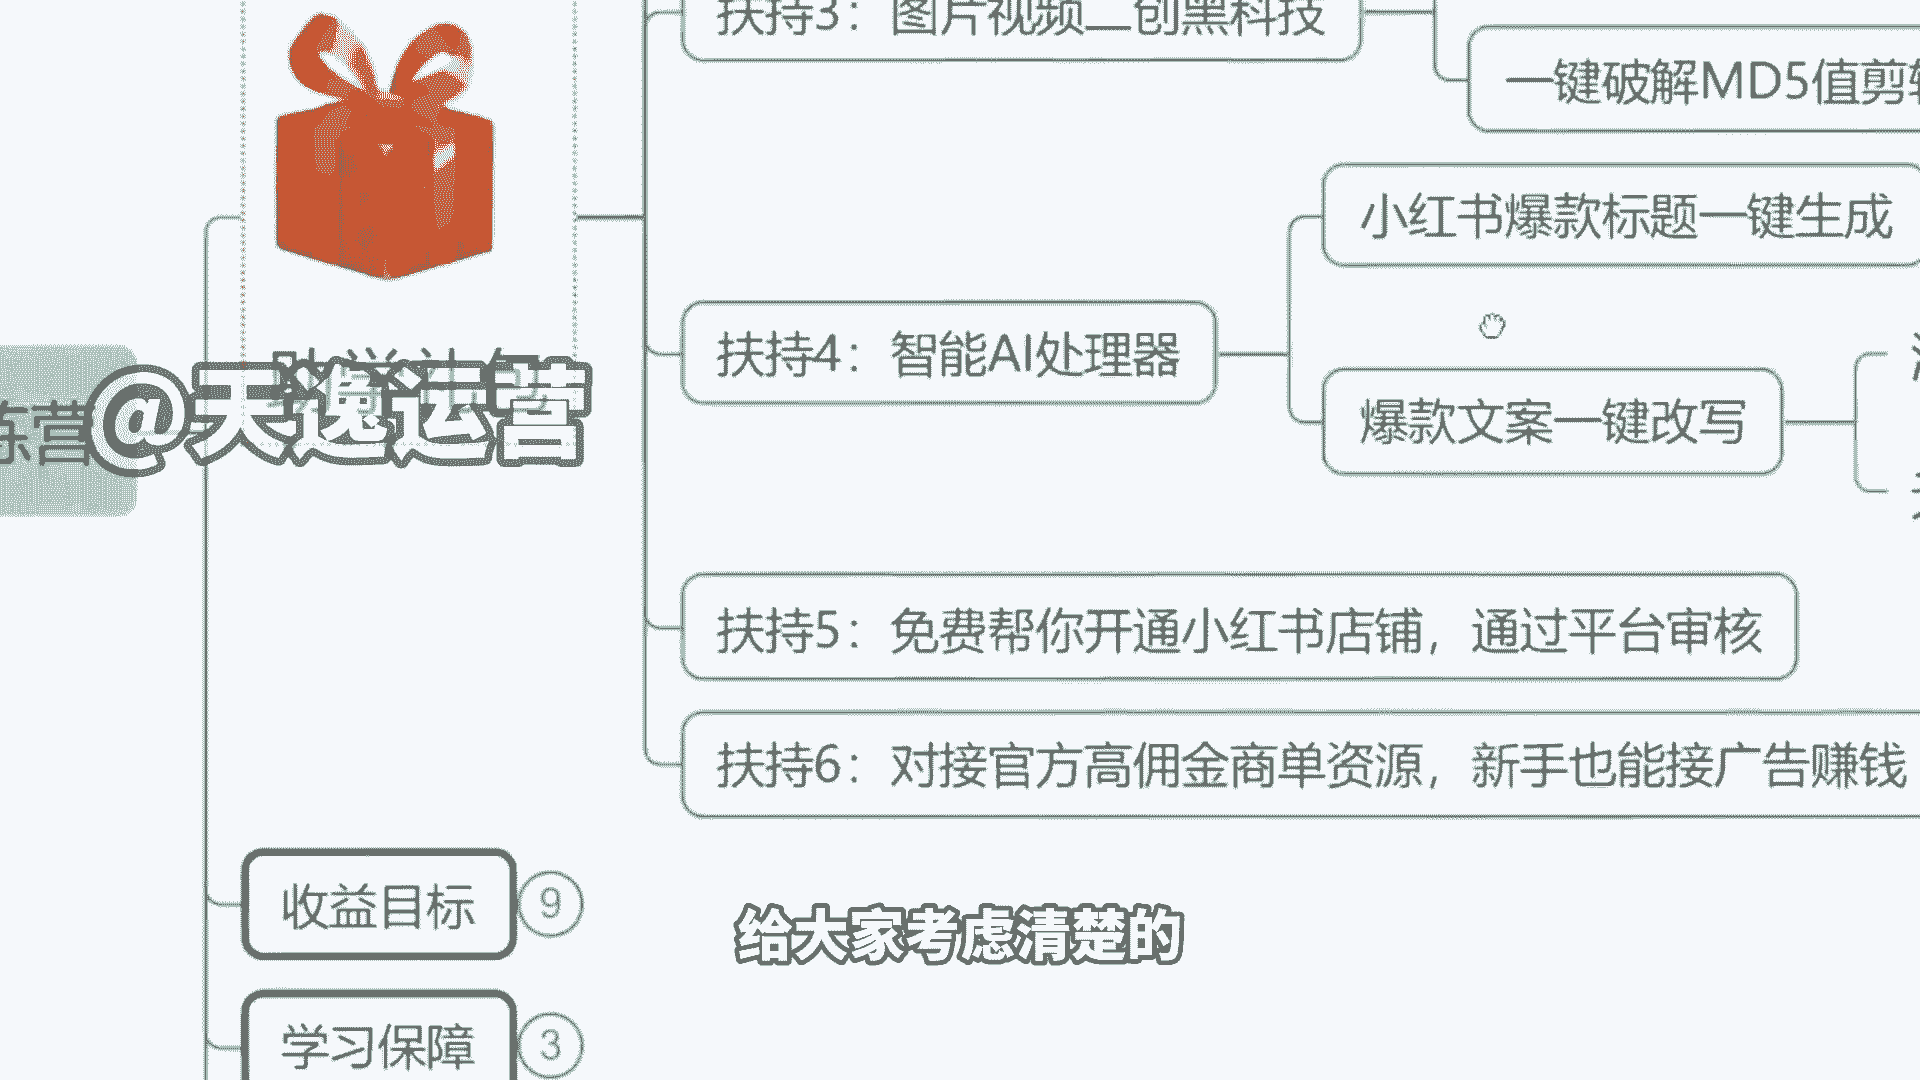 扶持3：图片视频二创黑科技
一键破解MD5值剪
小红书爆款标题一键生成
扶持4：智能AI处理器
爆款文案一键改写
练营
@天逸运营
扶持5：免费帮你开通小红书店铺，通过平台审核
扶持6：对接官方高佣金商单资源，新手也能接广告赚钱
收益目标 9
给大家考虑清楚的
学习保障 3